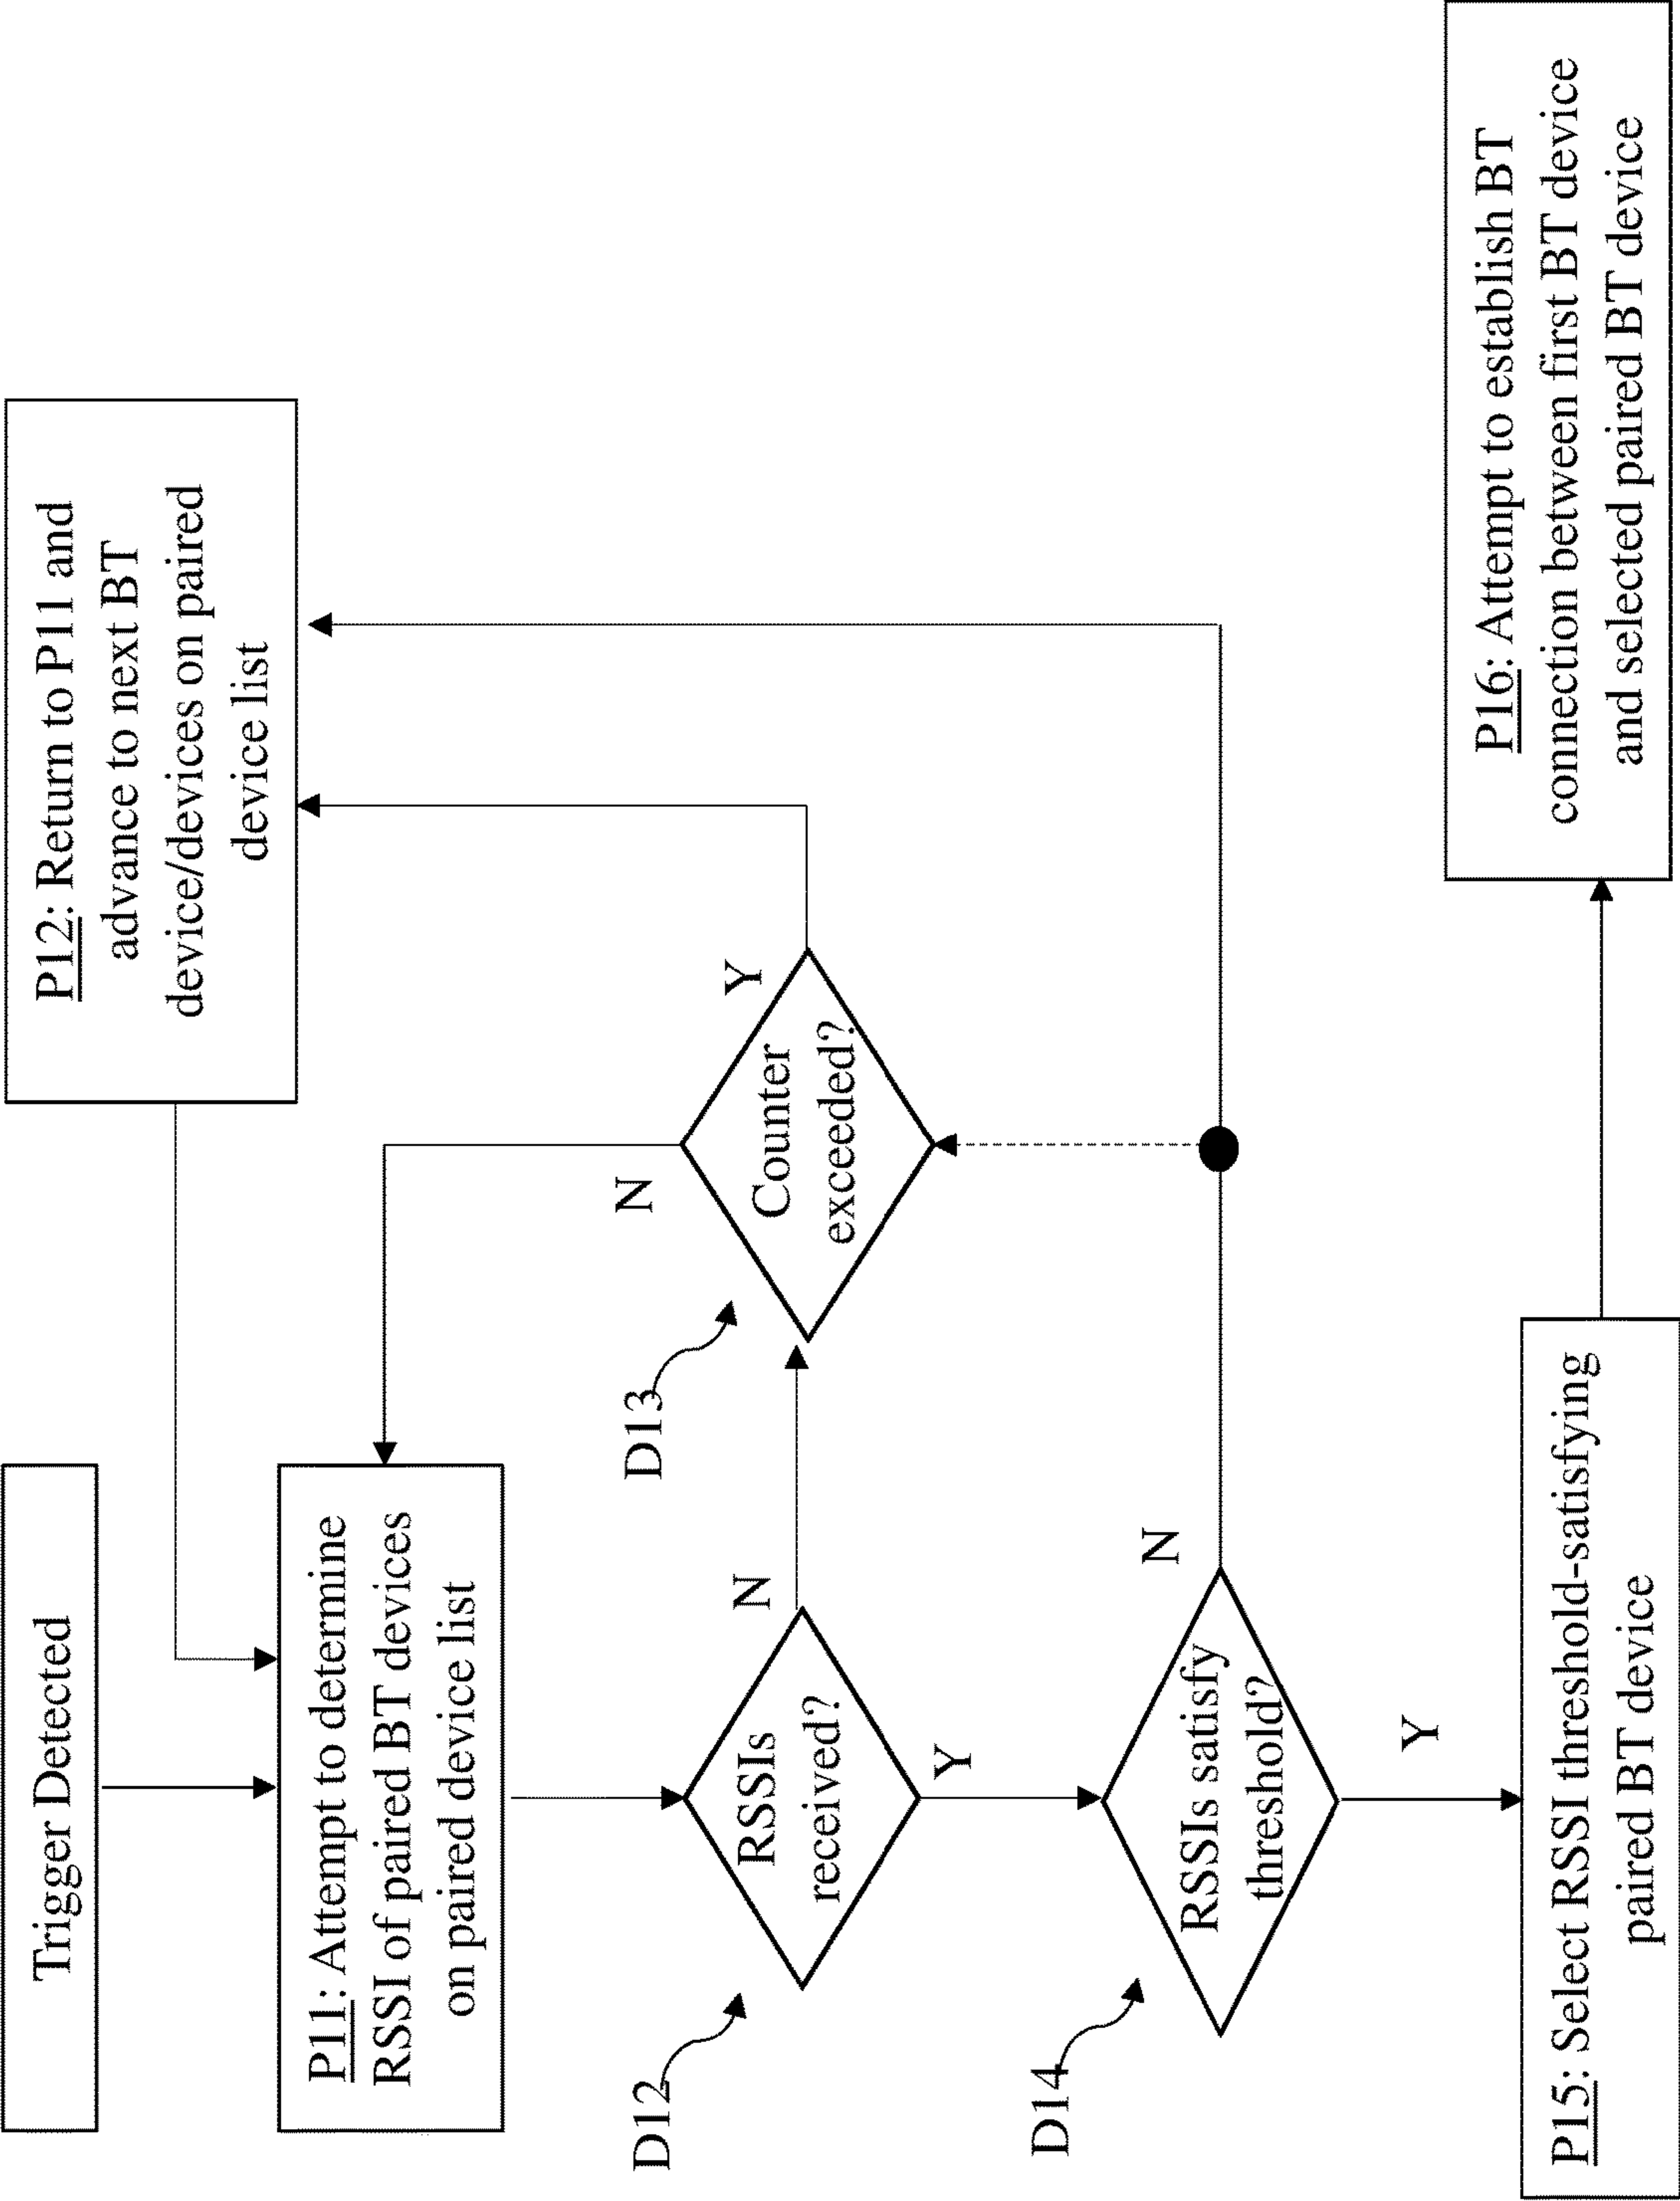 Trigger Detected
P11: Attempt to determine
RSSI of paired BT devices
on paired device list
P12: Return to P11 and
advance to next BT
device/devices on paired
device list
D12
RSSIs
received?
N
Y
D13
Counter
exceeded?
N
Y
D14
RSSIs satisfy
threshold?
N
Y
P15: Select RSSI threshold-satisfying
paired BT device
P16: Attempt to establish BT
connection between first BT device
and selected paired BT device